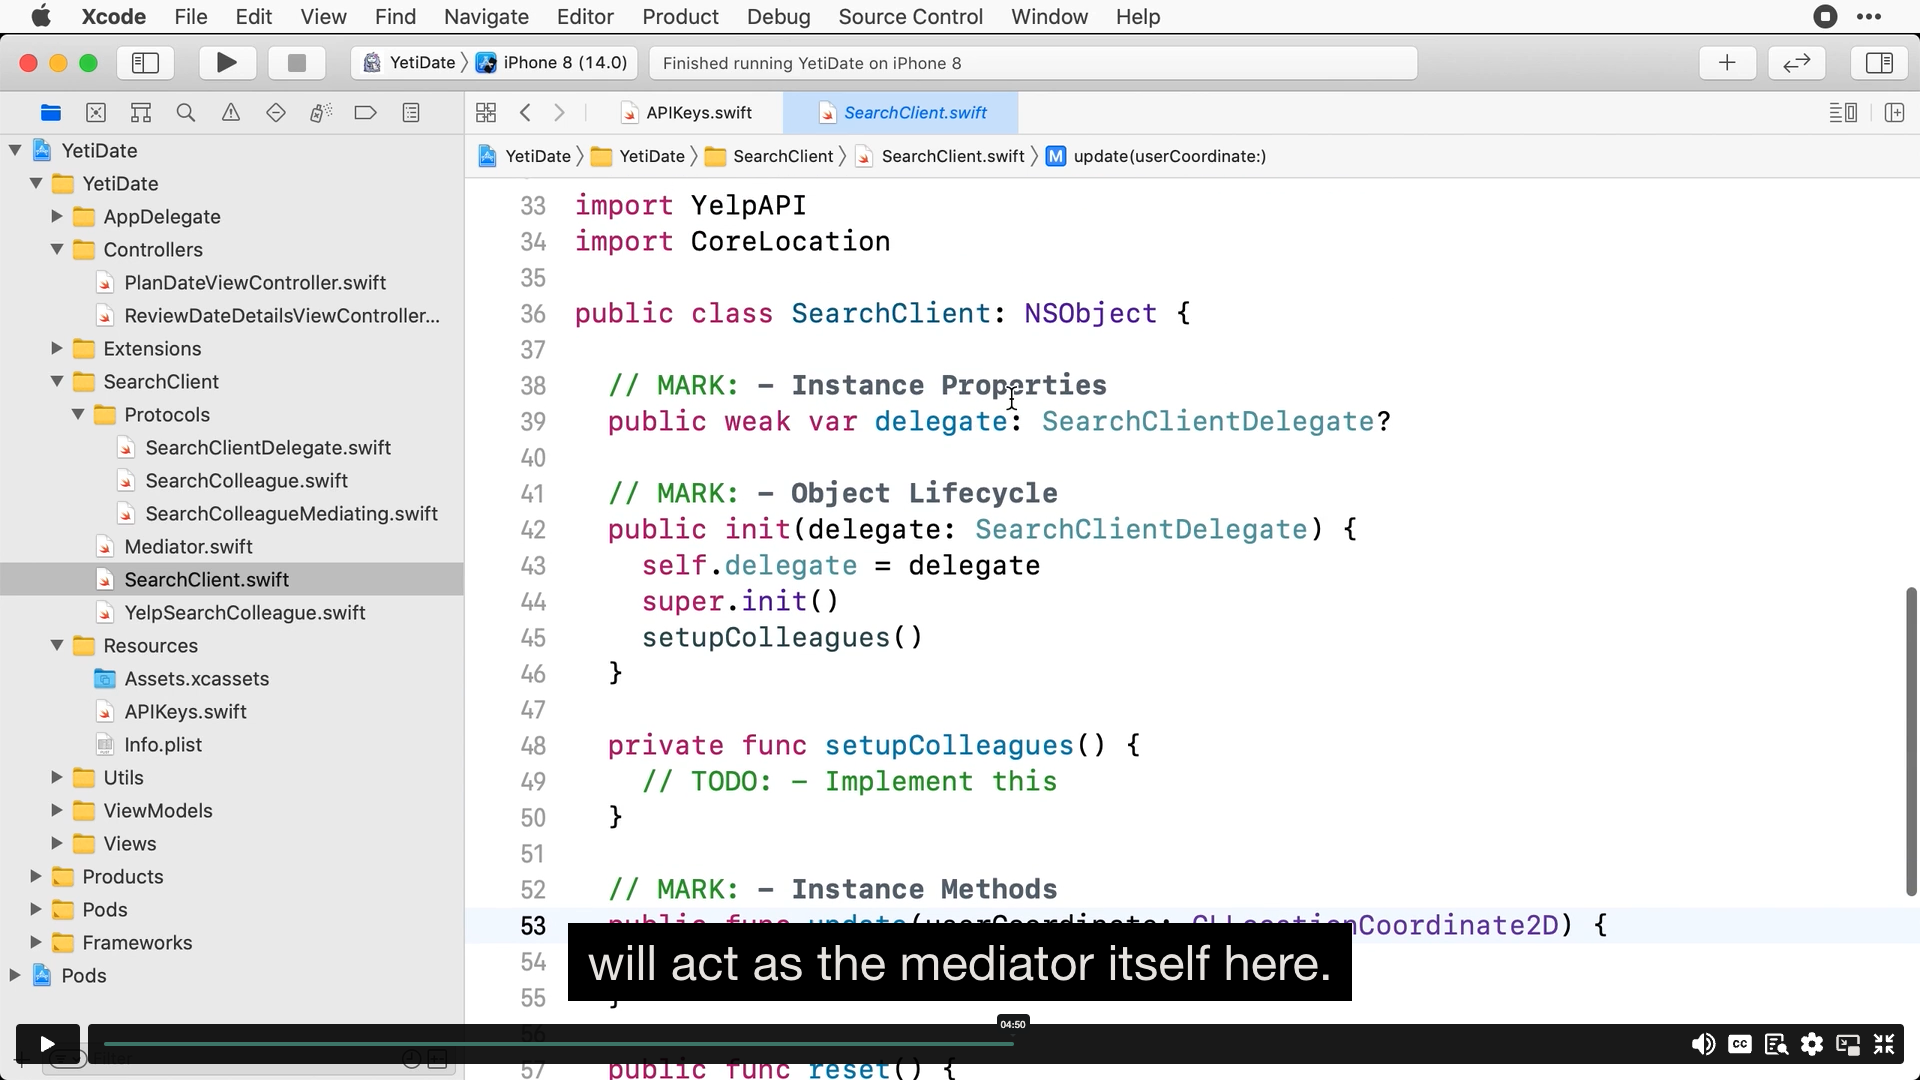 Xcode File Edit View Find Navigate Editor Product Debug Source Control Window Help
YetiDate iPhone 8 (14.0) Finished running YetiDate on iPhone 8
APIKeys.swift SearchClient.swift
YetiDate YetiDate SearchClient SearchClient.swift M update(userCoordinate:)
YetiDate
YetiDate
AppDelegate
Controllers
PlanDateViewController.swift
ReviewDateDetailsViewController...
Extensions
SearchClient
Protocols
SearchClientDelegate.swift
SearchColleague.swift
SearchColleagueMediating.swift
Mediator.swift
SearchClient.swift
YelpSearchColleague.swift
Resources
Assets.xcassets
APIKeys.swift
Info.plist
Utils
ViewModels
Views
Products
Pods
Frameworks
Pods
Filter
33 import YelpAPI
34 import CoreLocation
35
36 public class SearchClient: NSObject {
37
38 // MARK: - Instance Properties
39 public weak var delegate: SearchClientDelegate?
40
41 // MARK: - Object Lifecycle
42 public init(delegate: SearchClientDelegate) {
43 self.delegate = delegate
44 super.init()
45 setupColleagues()
46 }
47
48 private func setupColleagues() {
49 // TODO: - Implement this
50 }
51
52 // MARK: - Instance Methods
53 public func update(userCoordinate: CLLocationCoordinate2D) {
54
55 }
56
57 public func reset() {
will act as the mediator itself here.
04:50
CC